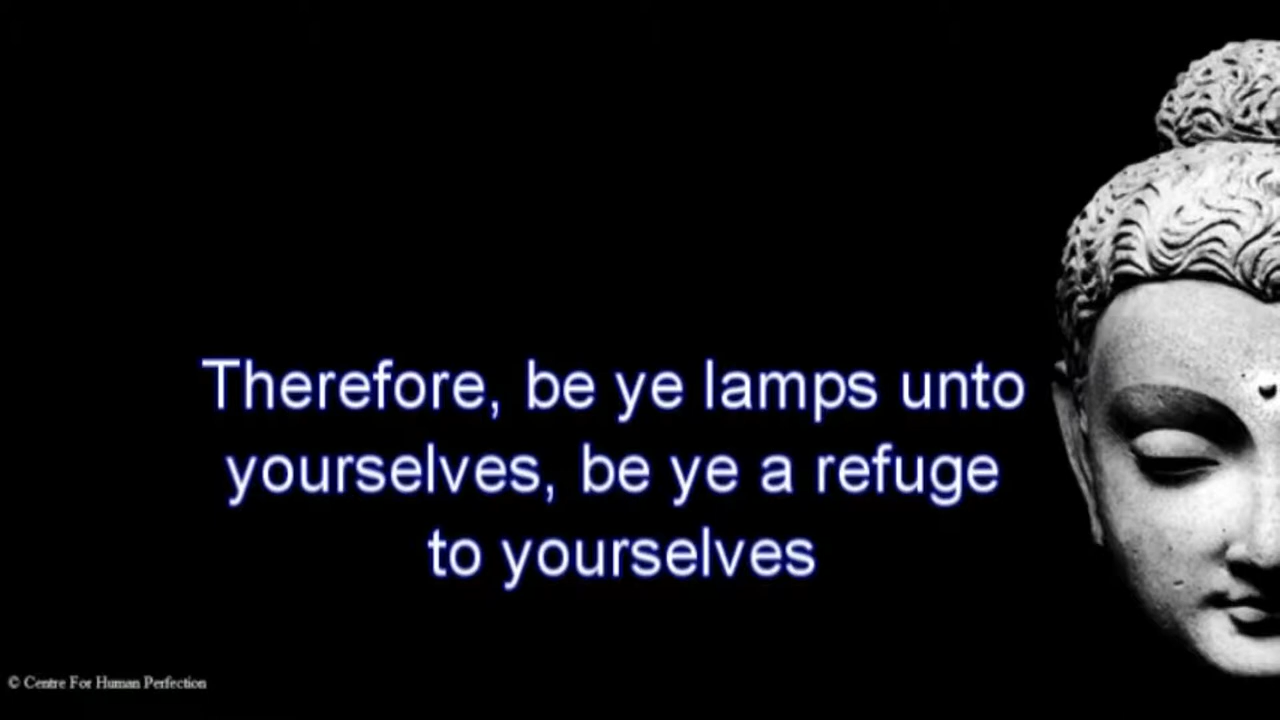 Therefore, be ye lamps unto
yourselves, be ye a refuge
to yourselves
© Centre For Human Perfection